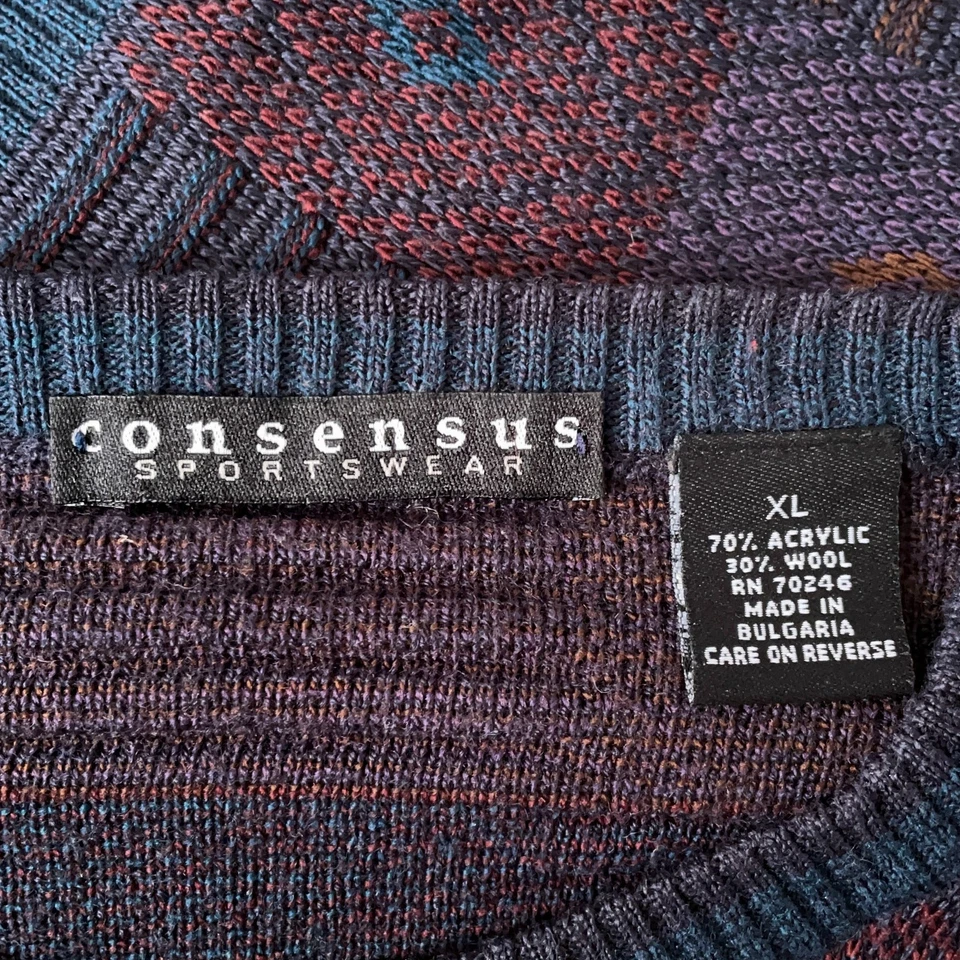 consensus
SPORTSWEAR
XL
70% ACRYLIC
30% WOOL
RN 70246
MADE IN
BULGARIA
CARE ON REVERSE